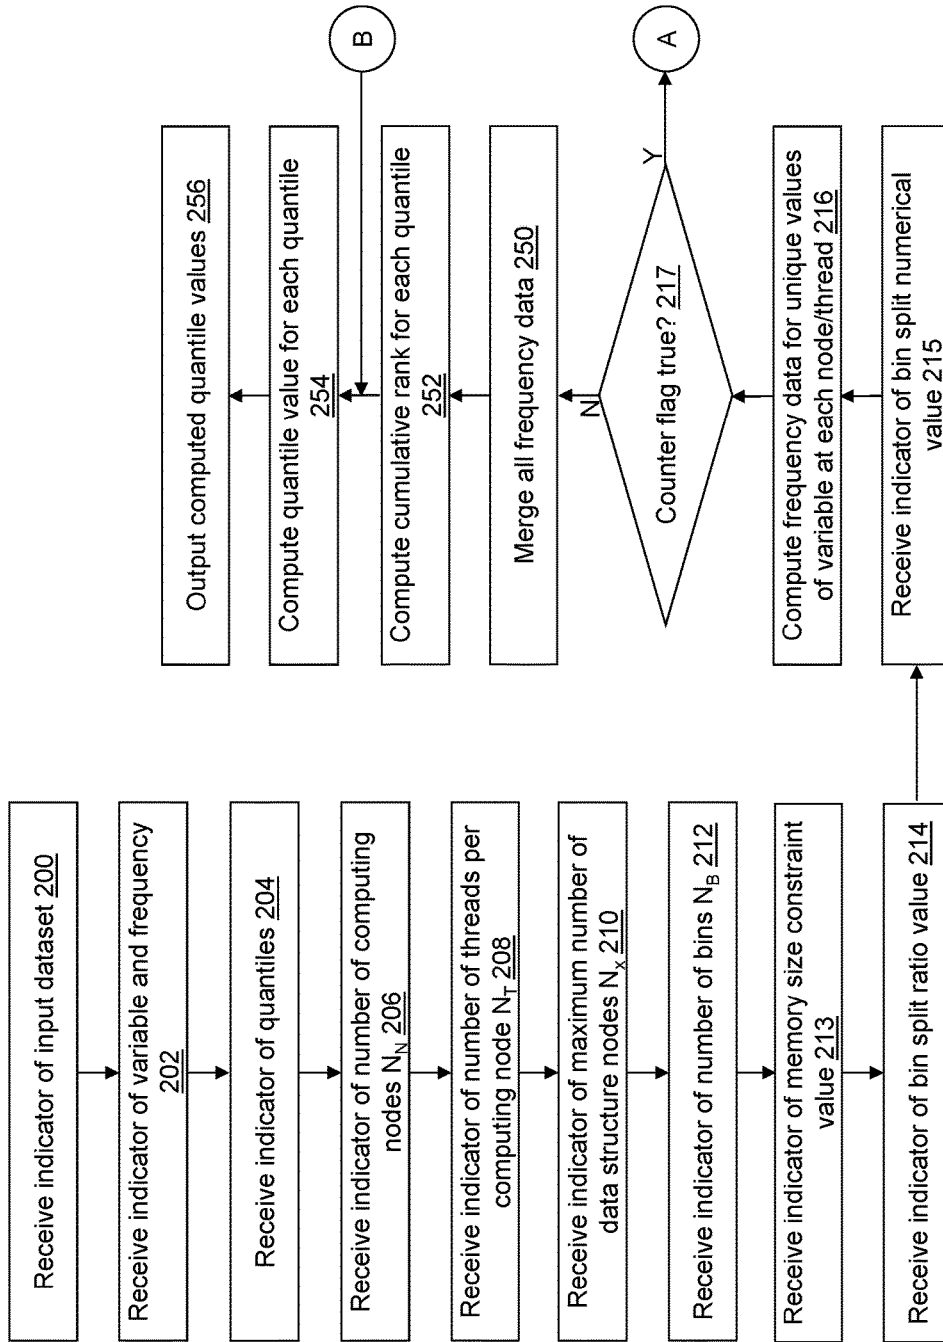 Receive indicator of input dataset 200
Receive indicator of variable and frequency
202
Receive indicator of quantiles 204
Receive indicator of number of computing
nodes N_N 206
Receive indicator of number of threads per
computing node N_T 208
Receive indicator of maximum number of
data structure nodes N_x 210
Receive indicator of number of bins N_B 212
Receive indicator of memory size constraint
value 213
Receive indicator of bin split ratio value 214
Receive indicator of bin split numerical
value 215
Compute frequency data for unique values
of variable at each node/thread 216
Counter flag true? 217
Y
A
N
Merge all frequency data 250
Compute cumulative rank for each quantile
252
B
Compute quantile value for each quantile
254
Output computed quantile values 256